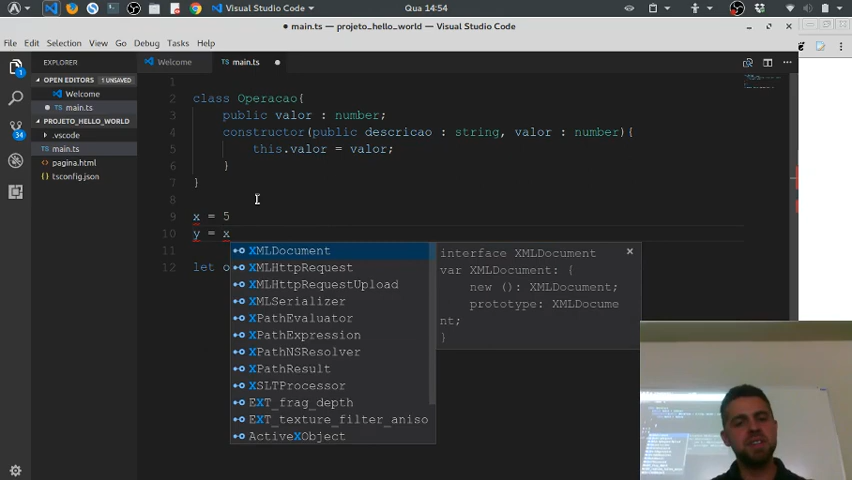 Visual Studio Code
Qua 14:54
● main.ts - projeto_hello_world - Visual Studio Code
File Edit Selection View Go Debug Tasks Help
EXPLORER
OPEN EDITORS 1 UNSAVED
Welcome
main.ts
PROJETO_HELLO_WORLD
.vscode
main.ts
pagina.html
tsconfig.json
1
34
Welcome
main.ts
1
2 class Operacao{
3 public valor : number;
4 constructor(public descricao : string, valor : number){
5 this.valor = valor;
6 }
7 }
8
9 x = 5
10 y = x
11
12 let o
XMLDocument
XMLHttpRequest
XMLHttpRequestUpload
XMLSerializer
XPathEvaluator
XPathExpression
XPathNSResolver
XPathResult
XSLTProcessor
EXT_frag_depth
EXT_texture_filter_aniso
ActiveXObject
interface XMLDocument
var XMLDocument: {
new (): XMLDocument;
prototype: XMLDocume
nt;
}